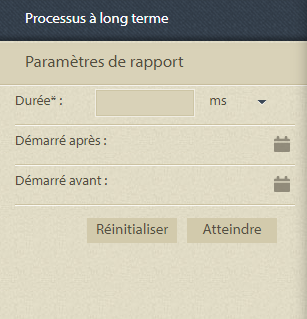 Processus à long terme
Paramètres de rapport
Durée* : ms
Démarré après :
Démarré avant :
Réinitialiser Atteindre